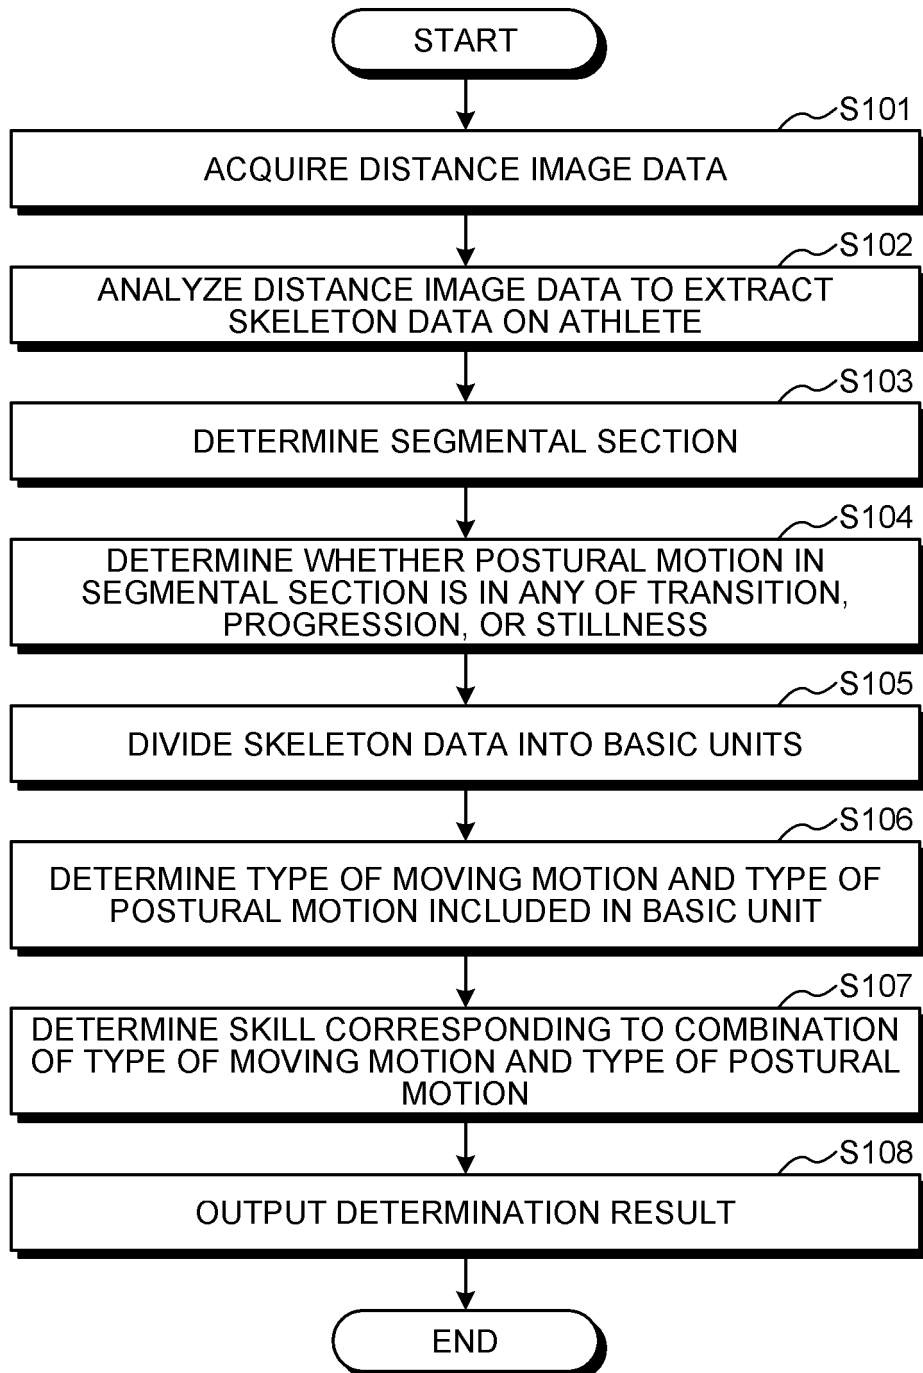 START
S101
ACQUIRE DISTANCE IMAGE DATA
S102
ANALYZE DISTANCE IMAGE DATA TO EXTRACT
SKELETON DATA ON ATHLETE
S103
DETERMINE SEGMENTAL SECTION
S104
DETERMINE WHETHER POSTURAL MOTION IN
SEGMENTAL SECTION IS IN ANY OF TRANSITION,
PROGRESSION, OR STILLNESS
S105
DIVIDE SKELETON DATA INTO BASIC UNITS
S106
DETERMINE TYPE OF MOVING MOTION AND TYPE OF
POSTURAL MOTION INCLUDED IN BASIC UNIT
S107
DETERMINE SKILL CORRESPONDING TO COMBINATION
OF TYPE OF MOVING MOTION AND TYPE OF POSTURAL
MOTION
S108
OUTPUT DETERMINATION RESULT
END